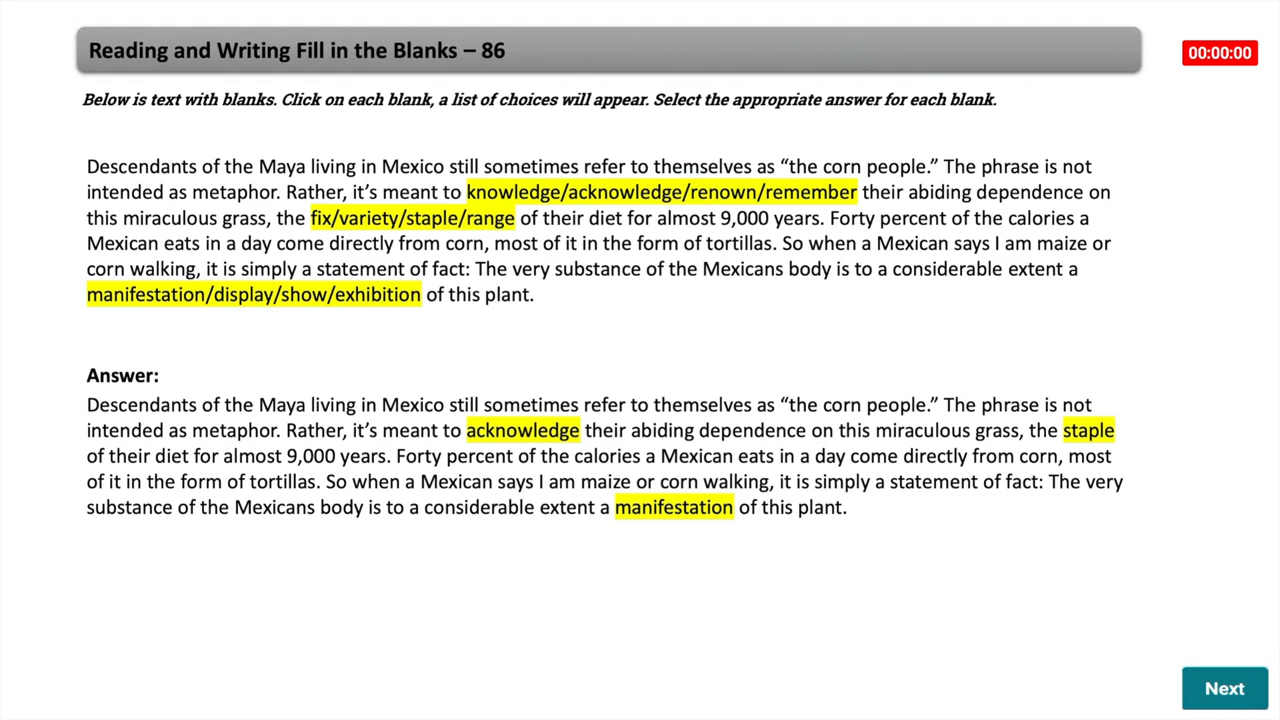 Reading and Writing Fill in the Blanks – 86
00:00:00
Below is text with blanks. Click on each blank, a list of choices will appear. Select the appropriate answer for each blank.
Descendants of the Maya living in Mexico still sometimes refer to themselves as “the corn people.” The phrase is not
intended as metaphor. Rather, it’s meant to knowledge/acknowledge/renown/remember their abiding dependence on
this miraculous grass, the fix/variety/staple/range of their diet for almost 9,000 years. Forty percent of the calories a
Mexican eats in a day come directly from corn, most of it in the form of tortillas. So when a Mexican says I am maize or
corn walking, it is simply a statement of fact: The very substance of the Mexicans body is to a considerable extent a
manifestation/display/show/exhibition of this plant.
Answer:
Descendants of the Maya living in Mexico still sometimes refer to themselves as “the corn people.” The phrase is not
intended as metaphor. Rather, it’s meant to acknowledge their abiding dependence on this miraculous grass, the staple
of their diet for almost 9,000 years. Forty percent of the calories a Mexican eats in a day come directly from corn, most
of it in the form of tortillas. So when a Mexican says I am maize or corn walking, it is simply a statement of fact: The very
substance of the Mexicans body is to a considerable extent a manifestation of this plant.
Next